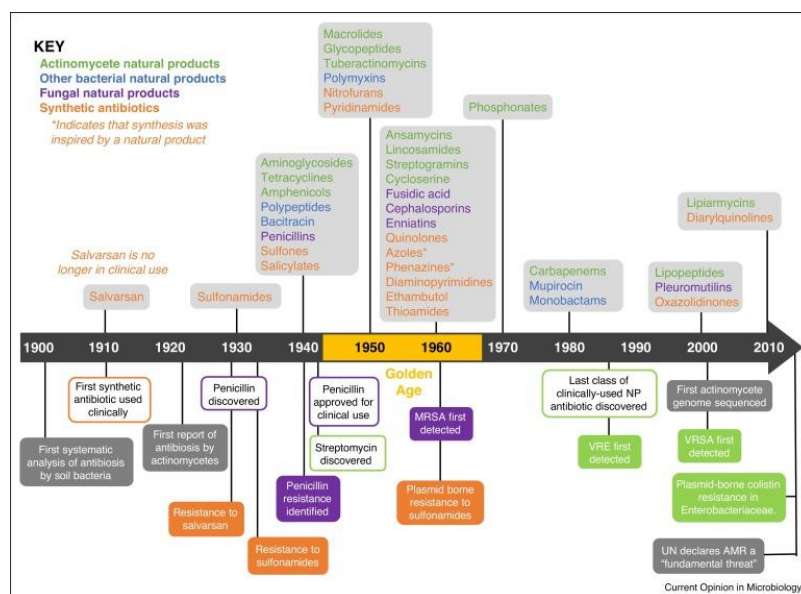 KEY
Actinomycete natural products
Other bacterial natural products
Fungal natural products
Synthetic antibiotics
*Indicates that synthesis was
inspired by a natural product
Salvarsan is no
longer in clinical use
Salvarsan
Sulfonamides
Aminoglycosides
Tetracyclines
Amphenicols
Polypeptides
Bacitracin
Penicillins
Sulfones
Salicylates
Macrolides
Glycopeptides
Tuberactinomycins
Polymyxins
Nitrofurans
Pyridinamides
Ansamycins
Lincosamides
Streptogramins
Cycloserine
Fusidic acid
Cephalosporins
Enniatins
Quinolones
Azoles*
Phenazines*
Diaminopyrimidines
Ethambutol
Thioamides
Phosphonates
Carbapenems
Mupirocin
Monobactams
Lipopeptides
Pleuromutilins
Oxazolidinones
Lipiarmycins
Diarylquinolines
1900 1910 1920 1930 1940 1950 1960 1970 1980 1990 2000 2010
Golden
Age
First systematic
analysis of antibiosis
by soil bacteria
First synthetic
antibiotic used
clinically
First report of
antibiosis by
actinomycetes
Penicillin
discovered
Resistance to
salvarsan
Resistance to
sulfonamides
Penicillin
resistance
identified
Penicillin
approved for
clinical use
Streptomycin
discovered
MRSA first
detected
Plasmid borne
resistance to
sulfonamides
Last class of
clinically-used NP
antibiotic discovered
VRE first
detected
First actinomycete
genome sequenced
VRSA first
detected
Plasmid-borne colistin
resistance in
Enterobacteriaceae.
UN declares AMR a
"fundamental threat"
Current Opinion in Microbiology